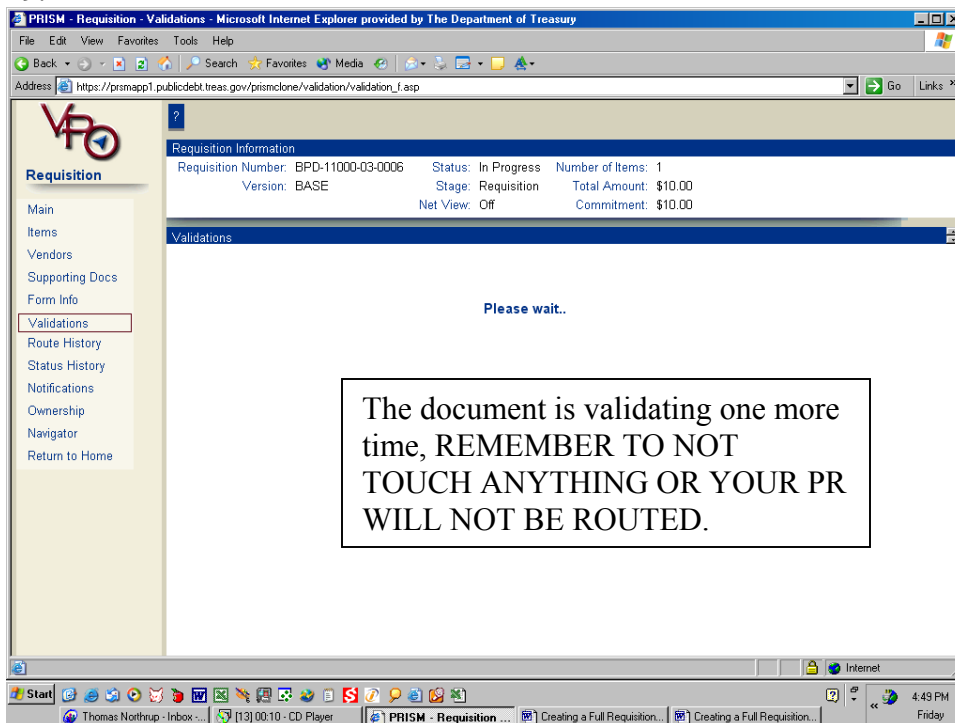 PRISM - Requisition - Validations - Microsoft Internet Explorer provided by The Department of Treasury
File Edit View Favorites Tools Help
Back Search Favorites Media
Address https://prsmapp1.publicdebt.treas.gov/prismclone/validation/validation_f.asp Go Links »
VPO
?
Requisition Information
Requisition Number: BPD-11000-03-0006 Status: In Progress Number of Items: 1
Version: BASE Stage: Requisition Total Amount: $10.00
Net View: Off Commitment: $10.00
Requisition
Main
Items
Vendors
Supporting Docs
Form Info
Validations
Route History
Status History
Notifications
Ownership
Navigator
Return to Home
Validations
Please wait..
The document is validating one more
time, REMEMBER TO NOT
TOUCH ANYTHING OR YOUR PR
WILL NOT BE ROUTED.
Internet
Start « 4:49 PM
Thomas Northrup - Inbox -... [13] 00:10 - CD Player PRISM - Requisition ... Creating a Full Requisition... Creating a Full Requisition... Friday